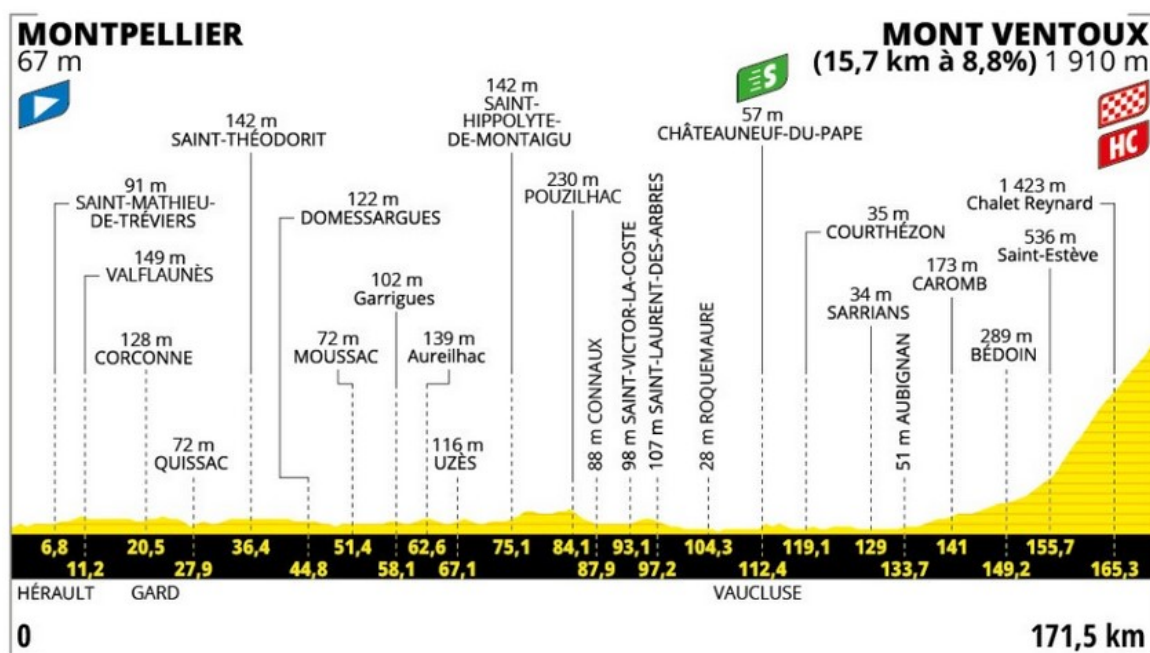 MONTPELLIER
67 m
MONT VENTOUX
(15,7 km à 8,8%) 1 910 m
S
HC
91 m
SAINT-MATHIEU-
DE-TRÉVIERS
149 m
VALFLAUNÈS
128 m
CORCONNE
72 m
QUISSAC
142 m
SAINT-THÉODORIT
122 m
DOMESSARGUES
72 m
MOUSSAC
102 m
Garrigues
139 m
Aureilhac
116 m
UZÈS
142 m
SAINT-
HIPPOLYTE-
DE-MONTAIGU
230 m
POUZILHAC
88 m CONNAUX
98 m SAINT-VICTOR-LA-COSTE
107 m SAINT-LAURENT-DES-ARBRES
28 m ROQUEMAURE
57 m
CHÂTEAUNEUF-DU-PAPE
35 m
COURTHÉZON
34 m
SARRIANS
51 m AUBIGNAN
173 m
CAROMB
289 m
BÉDOIN
536 m
Saint-Estève
1 423 m
Chalet Reynard
6,8 20,5 36,4 51,4 62,6 75,1 84,1 93,1 104,3 119,1 129 141 155,7
11,2 27,9 44,8 58,1 67,1 87,9 97,2 112,4 133,7 149,2 165,3
HÉRAULT GARD VAUCLUSE
0 171,5 km